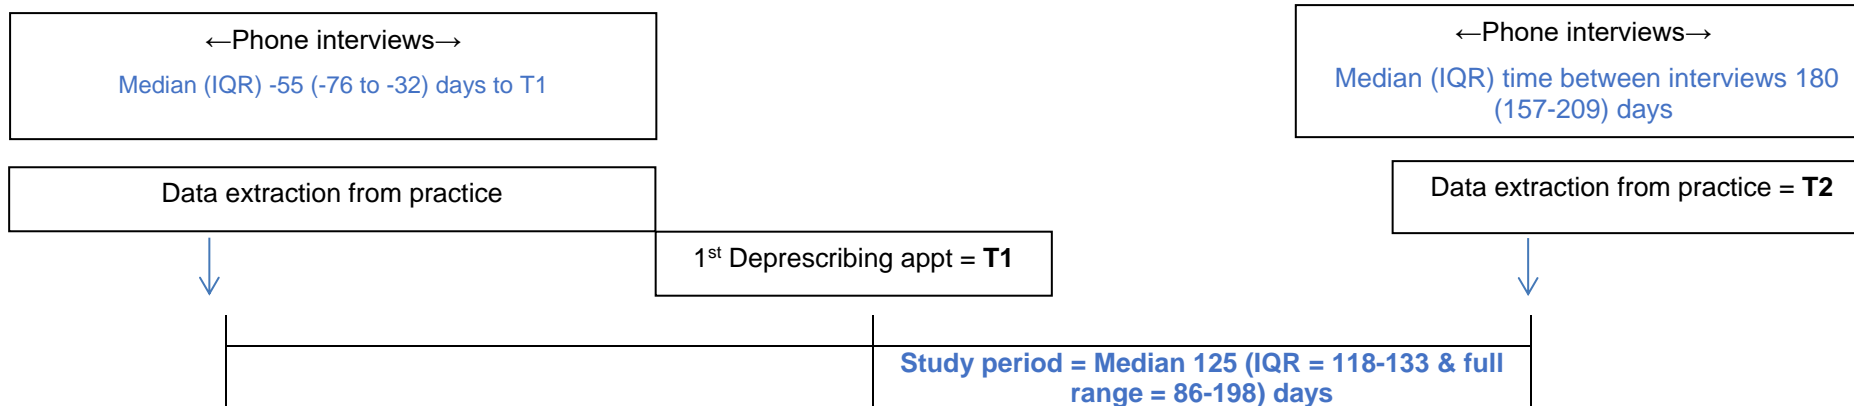 ←Phone interviews→
Median (IQR) -55 (-76 to -32) days to T1
←Phone interviews→
Median (IQR) time between interviews 180
(157-209) days
Data extraction from practice
Data extraction from practice = T2
1st Deprescribing appt = T1
Study period = Median 125 (IQR = 118-133 & full
range = 86-198) days